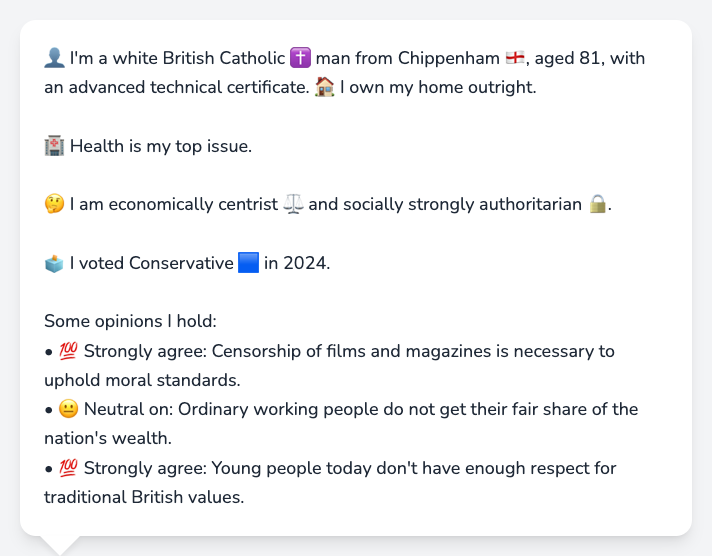 👤 I'm a white British Catholic ✝️ man from Chippenham 🏴󠁧󠁢󠁥󠁮󠁧󠁿, aged 81, with
an advanced technical certificate. 🏠 I own my home outright.
🏥 Health is my top issue.
🤔 I am economically centrist ⚖️ and socially strongly authoritarian 🔒.
🗳️ I voted Conservative 🟦 in 2024.
Some opinions I hold:
• 💯 Strongly agree: Censorship of films and magazines is necessary to
uphold moral standards.
• 😐 Neutral on: Ordinary working people do not get their fair share of the
nation's wealth.
• 💯 Strongly agree: Young people today don't have enough respect for
traditional British values.